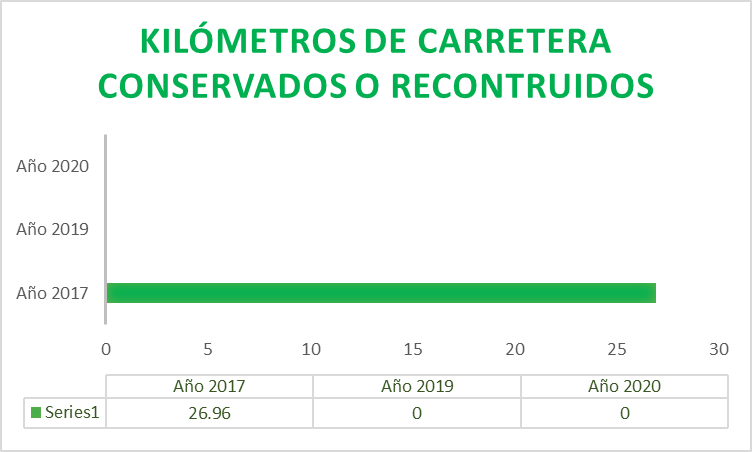 KILÓMETROS DE CARRETERA
CONSERVADOS O RECONTRUIDOS
Año 2020
Año 2019
Año 2017
0 5 10 15 20 25 30
Año 2017 Año 2019 Año 2020
Series1 26.96 0 0